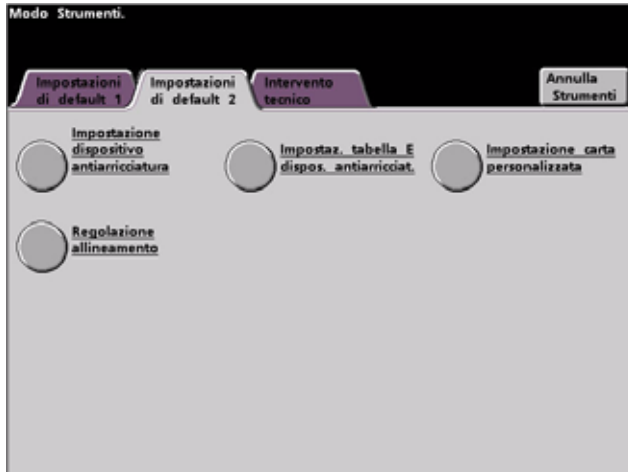 Modo Strumenti.
Impostazioni
di default 1
Impostazioni
di default 2
Intervento
tecnico
Annulla
Strumenti
Impostazione
dispositivo
antiarricciatura
Impostaz. tabella E
dispos. antiarricciat.
Impostazione carta
personalizzata
Regolazione
allineamento